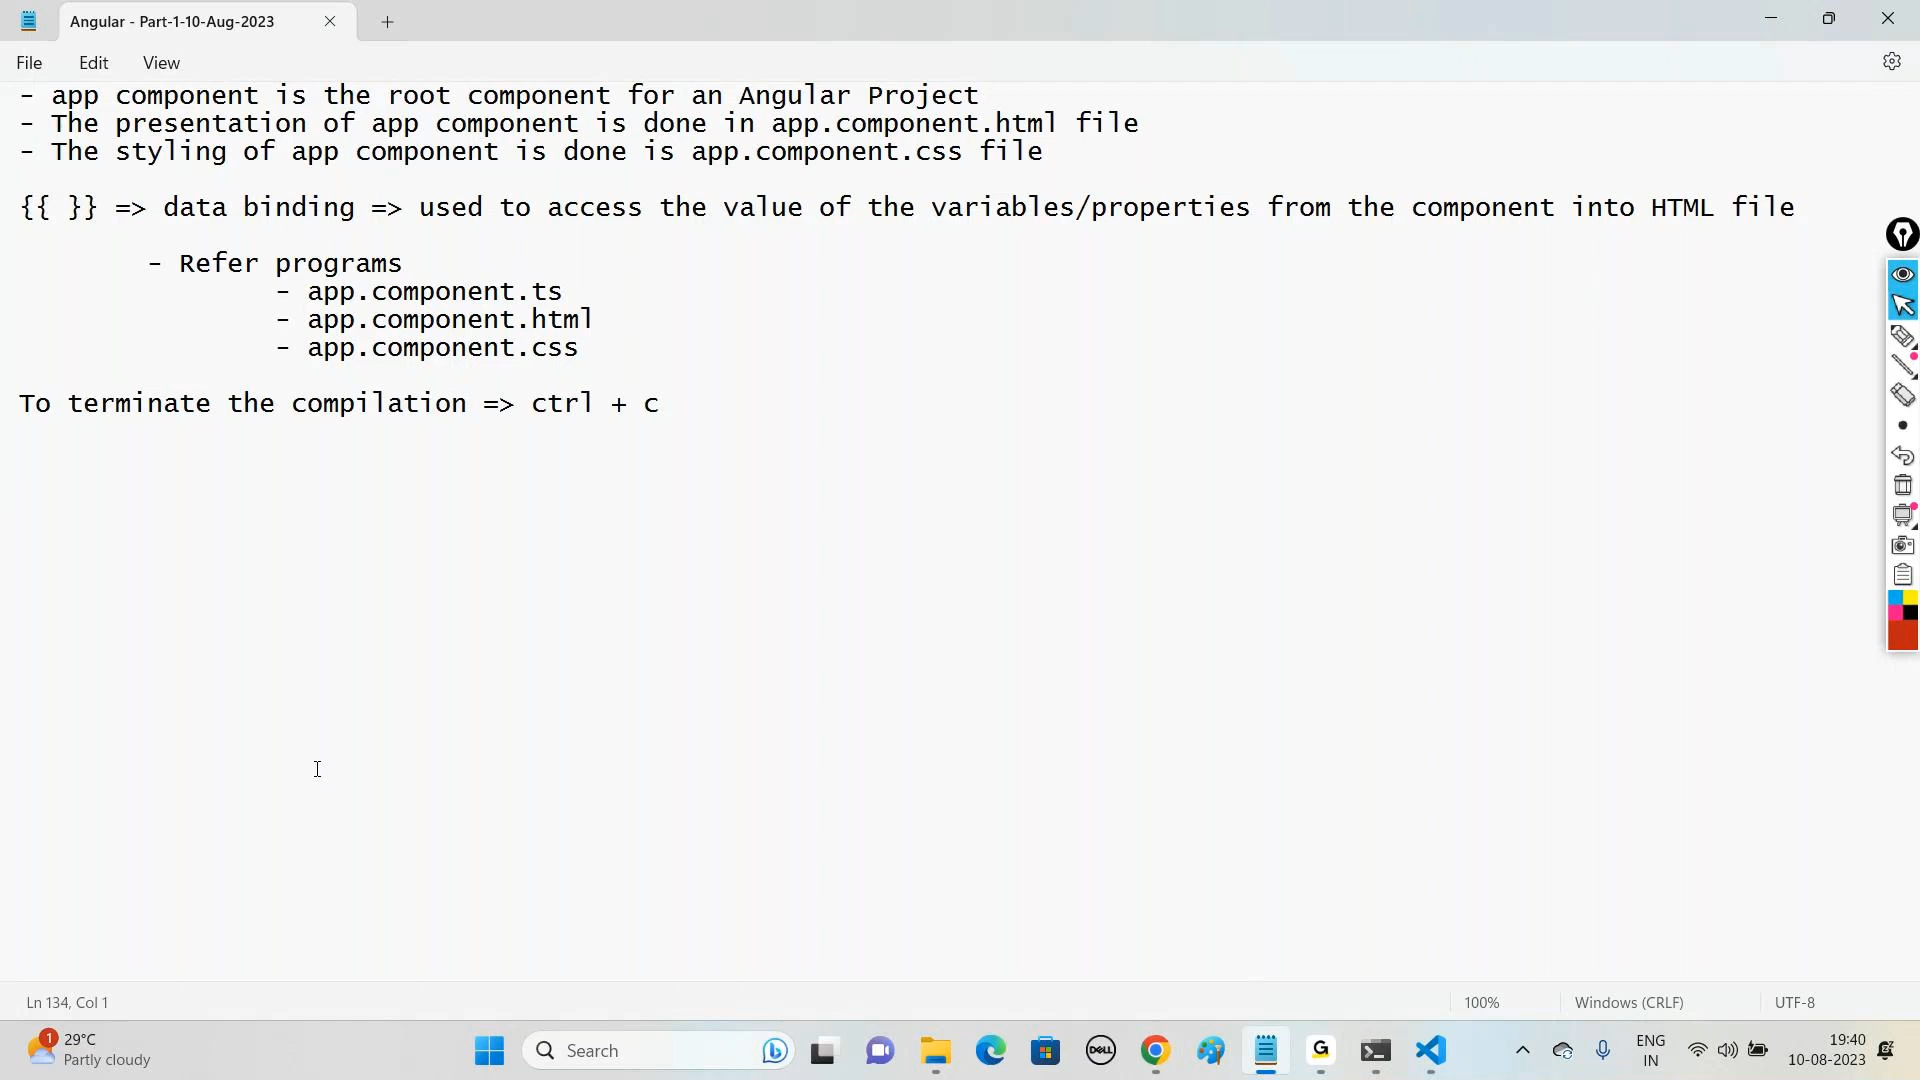 Angular - Part-1-10-Aug-2023
File Edit View
- app component is the root component for an Angular Project
- The presentation of app component is done in app.component.html file
- The styling of app component is done is app.component.css file
{{ }} => data binding => used to access the value of the variables/properties from the component into HTML file
- Refer programs
- app.component.ts
- app.component.html
- app.component.css
To terminate the compilation => ctrl + c
Ln 134, Col 1 100% Windows (CRLF) UTF-8
1 29°C
Partly cloudy
Search
DELL
G
ENG
IN
19:40
10-08-2023